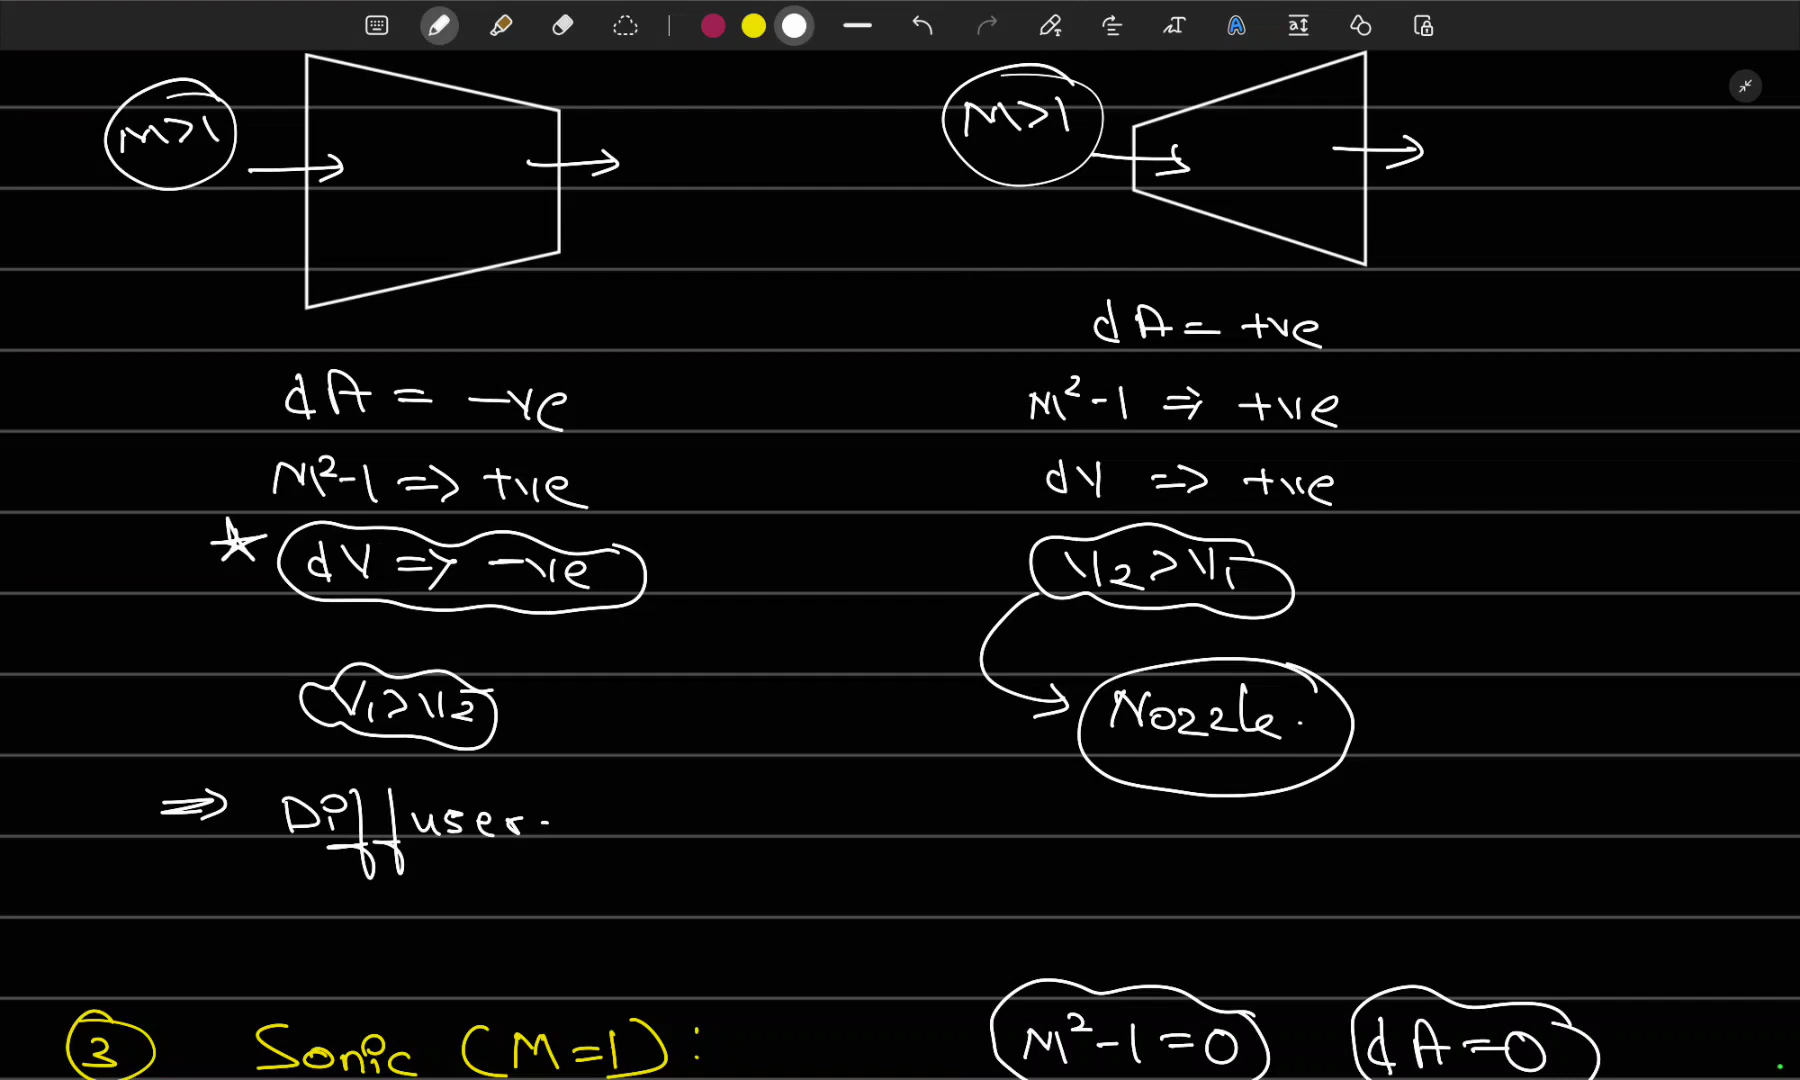 M>1
dA = -ve
M²-1 => +ve
dV => -ve
V₁>V₂
=> Diffuser.
M>1
dA = +ve
M²-1 => +ve
dV => +ve
V₂>V₁
Nozzle.
3 Sonic (M=1): M²-1=0 dA=0